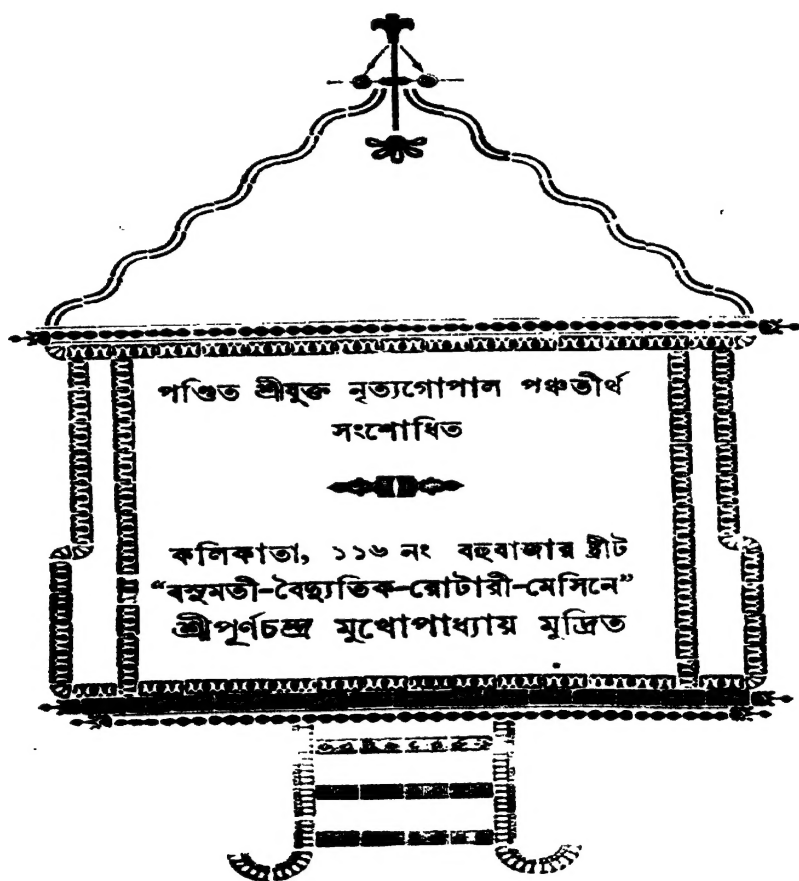 পণ্ডিত শ্রীযুক্ত নৃত্যগোপাল পঞ্চতীর্থ
সংশোধিত
কলিকাতা, ১১৬ নং বহুবাজার ষ্ট্রীট
“বসুমতী-বৈদ্যুতিক-রোটারী-মেসিনে”
শ্রীপূর্ণচন্দ্র মুখোপাধ্যায় মুদ্রিত